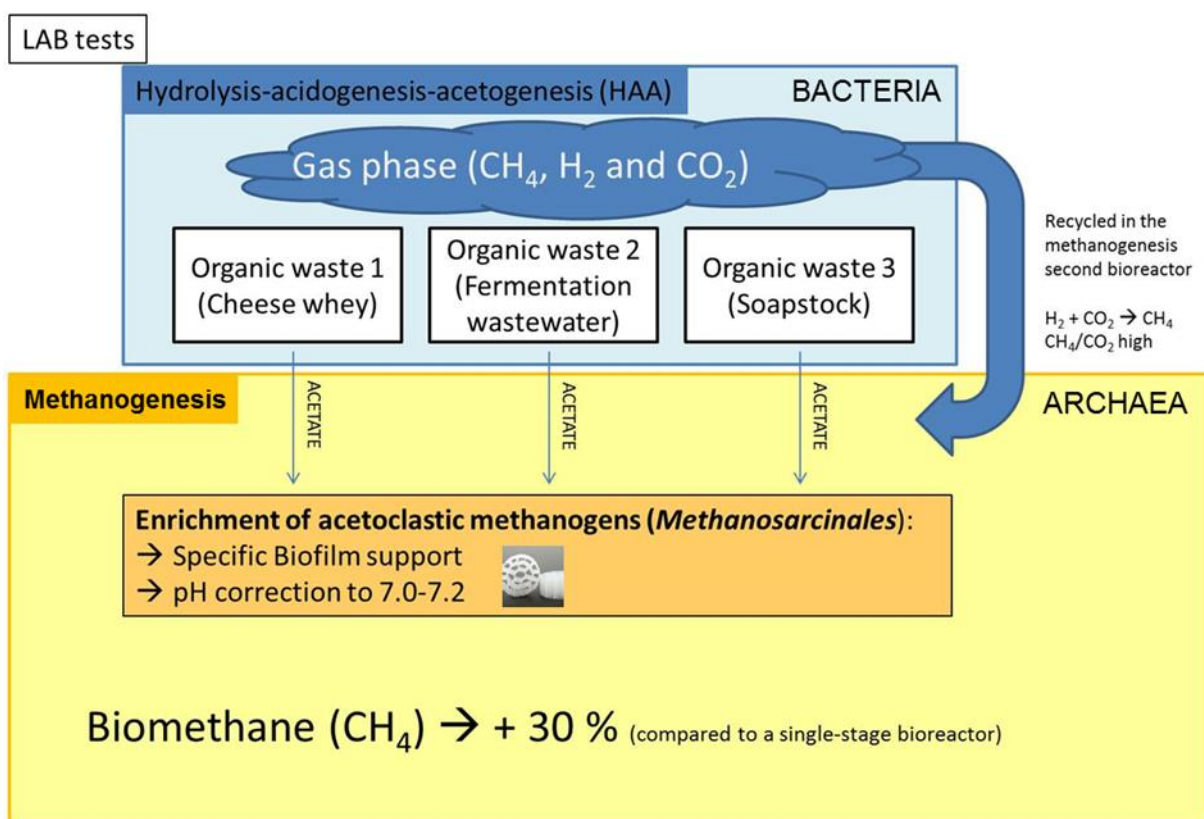 LAB tests
Hydrolysis-acidogenesis-acetogenesis (HAA)
BACTERIA
Gas phase (CH₄, H₂ and CO₂)
Organic waste 1
(Cheese whey)
Organic waste 2
(Fermentation
wastewater)
Organic waste 3
(Soapstock)
Recycled in the
methanogenesis
second bioreactor
H₂ + CO₂ → CH₄
CH₄/CO₂ high
Methanogenesis
ARCHAEA
ACETATE
ACETATE
ACETATE
Enrichment of acetoclastic methanogens (Methanosarcinales):
→ Specific Biofilm support
→ pH correction to 7.0-7.2
Biomethane (CH₄) → + 30 % (compared to a single-stage bioreactor)